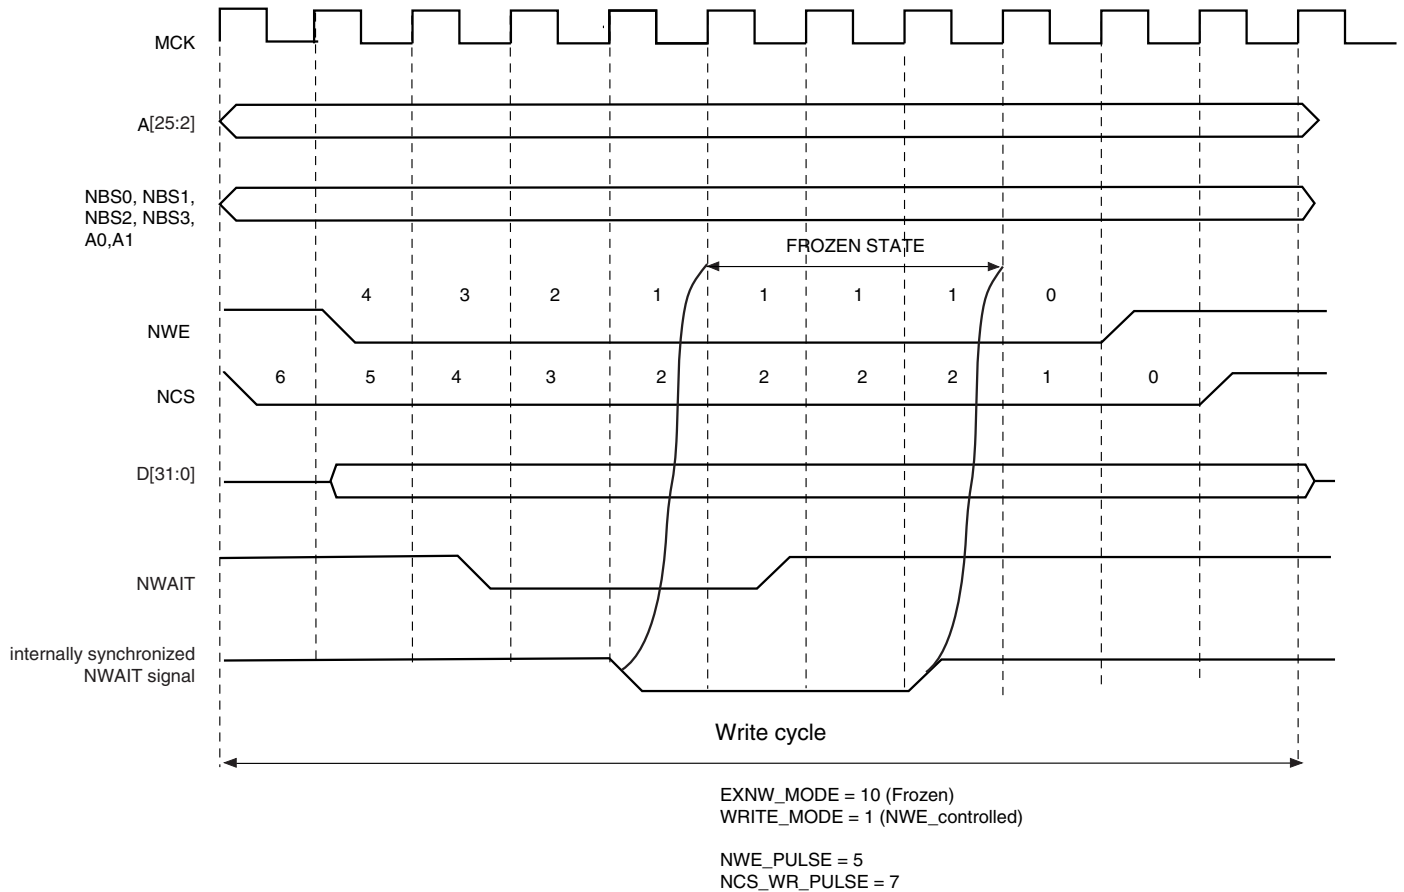 MCK
A[25:2]
NBS0, NBS1,
NBS2, NBS3,
A0,A1
FROZEN STATE
4 3 2 1 1 1 1 0
NWE
6 5 4 3 2 2 2 2 1 0
NCS
D[31:0]
NWAIT
internally synchronized
NWAIT signal
Write cycle
EXNW_MODE = 10 (Frozen)
WRITE_MODE = 1 (NWE_controlled)
NWE_PULSE = 5
NCS_WR_PULSE = 7